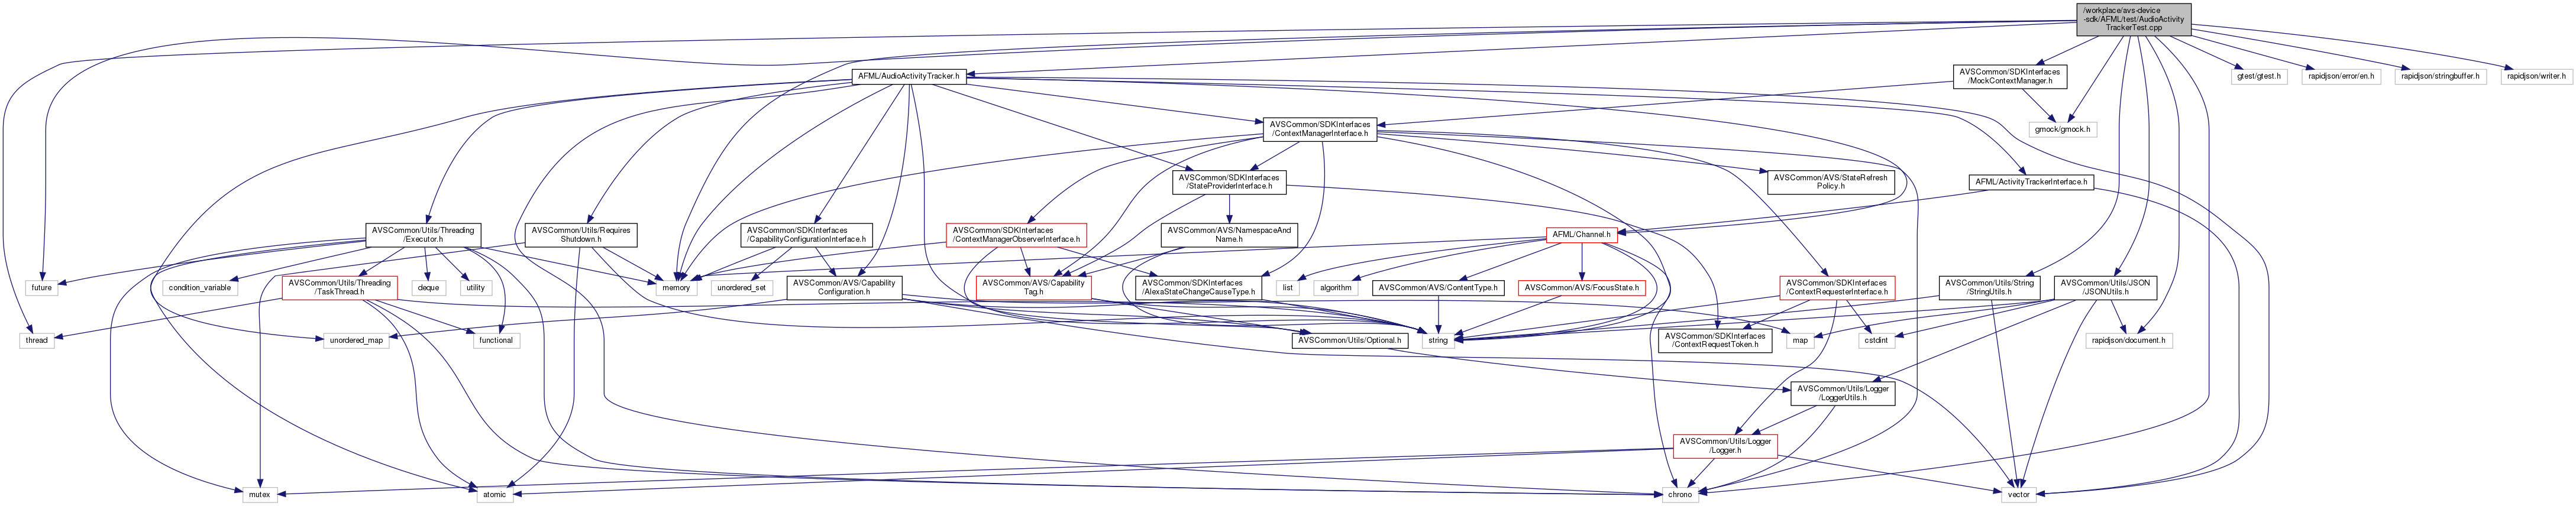 /workplace/avs-device
-sdk/AFML/test/AudioActivity
TrackerTest.cpp
AFML/AudioActivityTracker.h
AVSCommon/SDKInterfaces
/MockContextManager.h
gtest/gtest.h
rapidjson/error/en.h
rapidjson/stringbuffer.h
rapidjson/writer.h
AVSCommon/SDKInterfaces
/ContextManagerInterface.h
gmock/gmock.h
AVSCommon/SDKInterfaces
/StateProviderInterface.h
AVSCommon/AVS/StateRefresh
Policy.h
AFML/ActivityTrackerInterface.h
AVSCommon/Utils/Threading
/Executor.h
AVSCommon/Utils/Requires
Shutdown.h
AVSCommon/SDKInterfaces
/CapabilityConfigurationInterface.h
AVSCommon/SDKInterfaces
/ContextManagerObserverInterface.h
AVSCommon/AVS/NamespaceAnd
Name.h
AFML/Channel.h
future
condition_variable
AVSCommon/Utils/Threading
/TaskThread.h
deque
utility
memory
unordered_set
AVSCommon/AVS/Capability
Configuration.h
AVSCommon/AVS/Capability
Tag.h
AVSCommon/SDKInterfaces
/AlexaStateChangeCauseType.h
list
algorithm
AVSCommon/AVS/ContentType.h
AVSCommon/AVS/FocusState.h
AVSCommon/SDKInterfaces
/ContextRequesterInterface.h
AVSCommon/Utils/String
/StringUtils.h
AVSCommon/Utils/JSON
/JSONUtils.h
thread
unordered_map
functional
AVSCommon/Utils/Optional.h
string
AVSCommon/SDKInterfaces
/ContextRequestToken.h
map
cstdint
rapidjson/document.h
AVSCommon/Utils/Logger
/LoggerUtils.h
AVSCommon/Utils/Logger
/Logger.h
mutex
atomic
chrono
vector